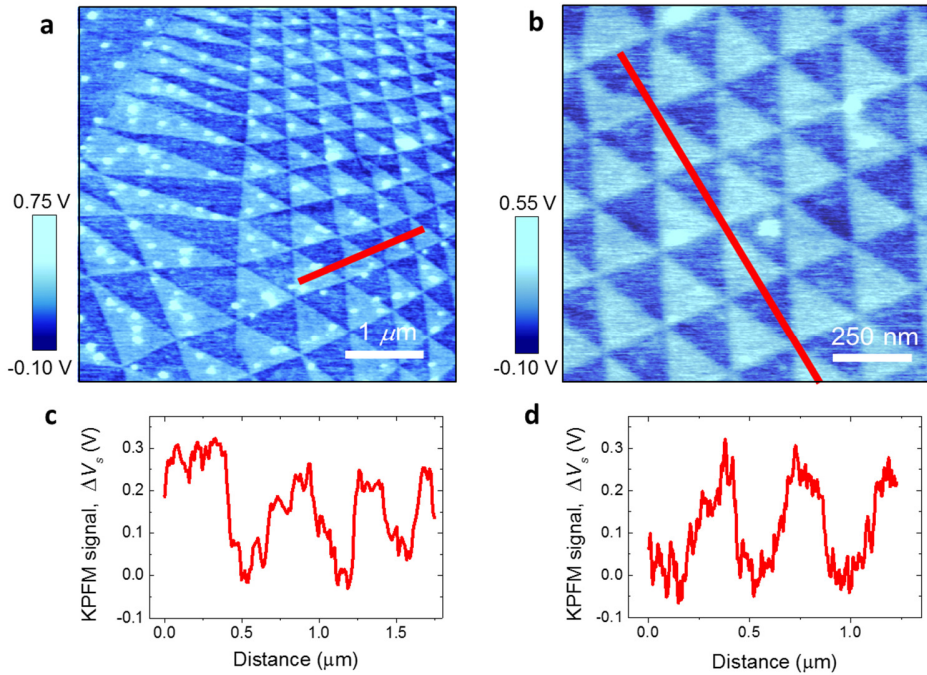 a
b
0.75 V
-0.10 V
1 μm
0.55 V
-0.10 V
250 nm
c
KPFM signal, ΔVs (V)
0.3
0.2
0.1
0.0
-0.1
0.0 0.5 1.0 1.5
Distance (μm)
d
KPFM signal, ΔVs (V)
0.3
0.2
0.1
0.0
-0.1
0.0 0.5 1.0
Distance (μm)